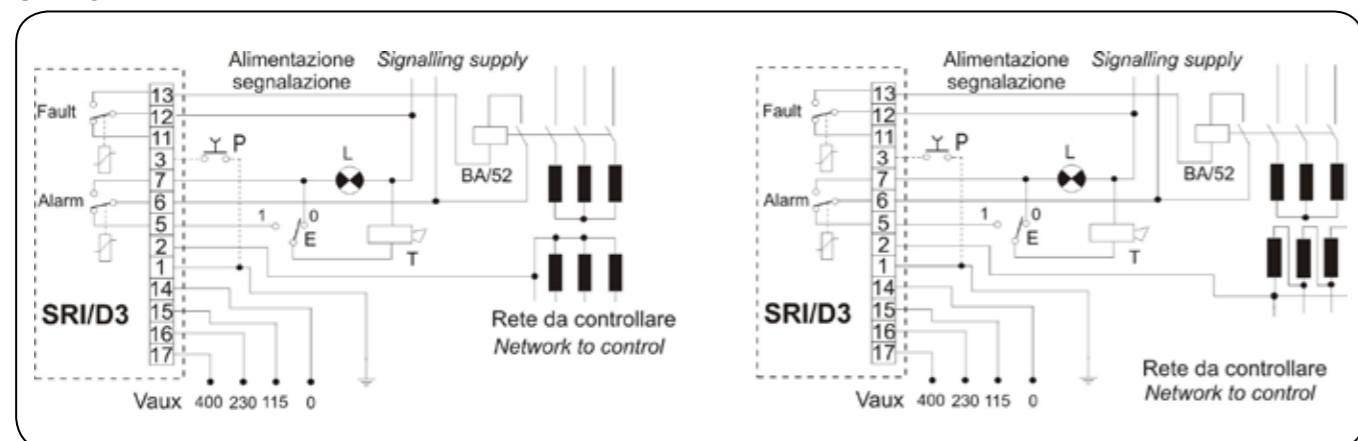 Alimentazione Signalling supply
segnalazione
Fault
13
12
11
3
7
6
5
2
1
14
15
16
17
P
L
BA/52
Alarm
1 0
E
T
SRI/D3
Rete da controllare
Network to control
Vaux 400 230 115 0
Alimentazione Signalling supply
segnalazione
Fault
13
12
11
3
7
6
5
2
1
14
15
16
17
P
L
BA/52
Alarm
1 0
E
T
SRI/D3
Rete da controllare
Network to control
Vaux 400 230 115 0